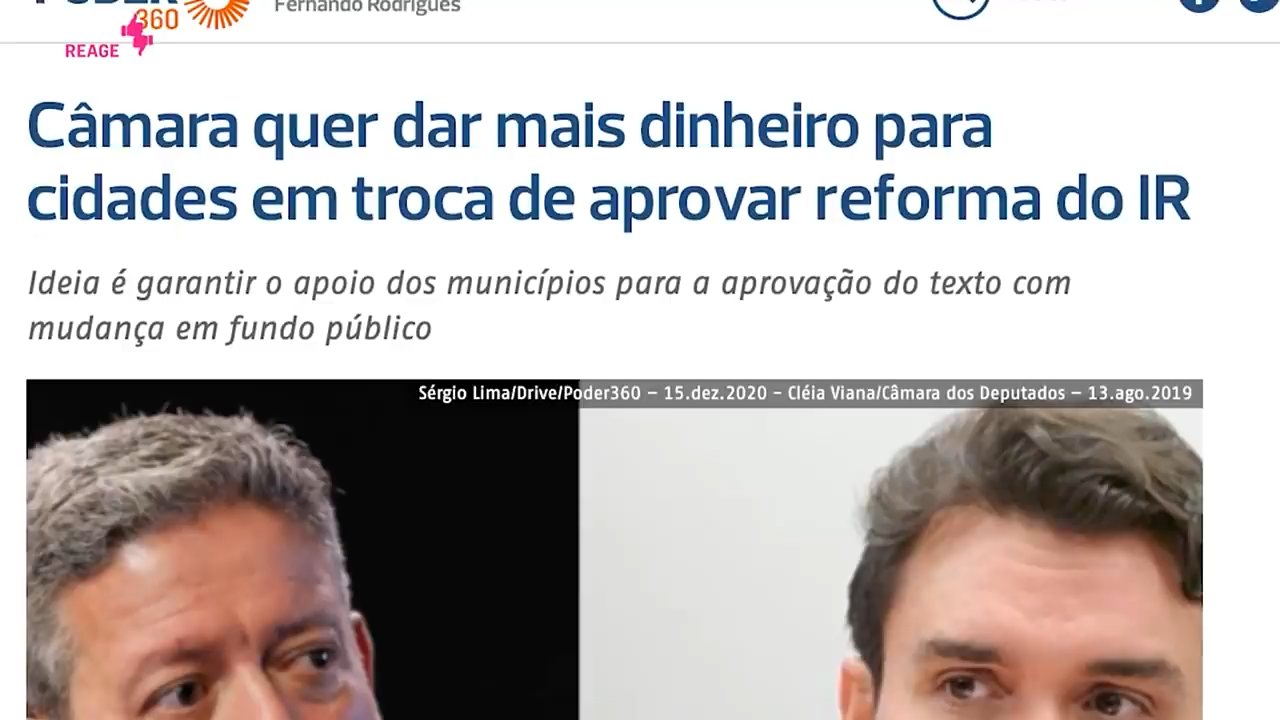 PODER
360
Fernando Rodrigues
REAGE
Câmara quer dar mais dinheiro para
cidades em troca de aprovar reforma do IR
Ideia é garantir o apoio dos municípios para a aprovação do texto com
mudança em fundo público
Sérgio Lima/Drive/Poder360 – 15.dez.2020 - Cléia Viana/Câmara dos Deputados – 13.ago.2019